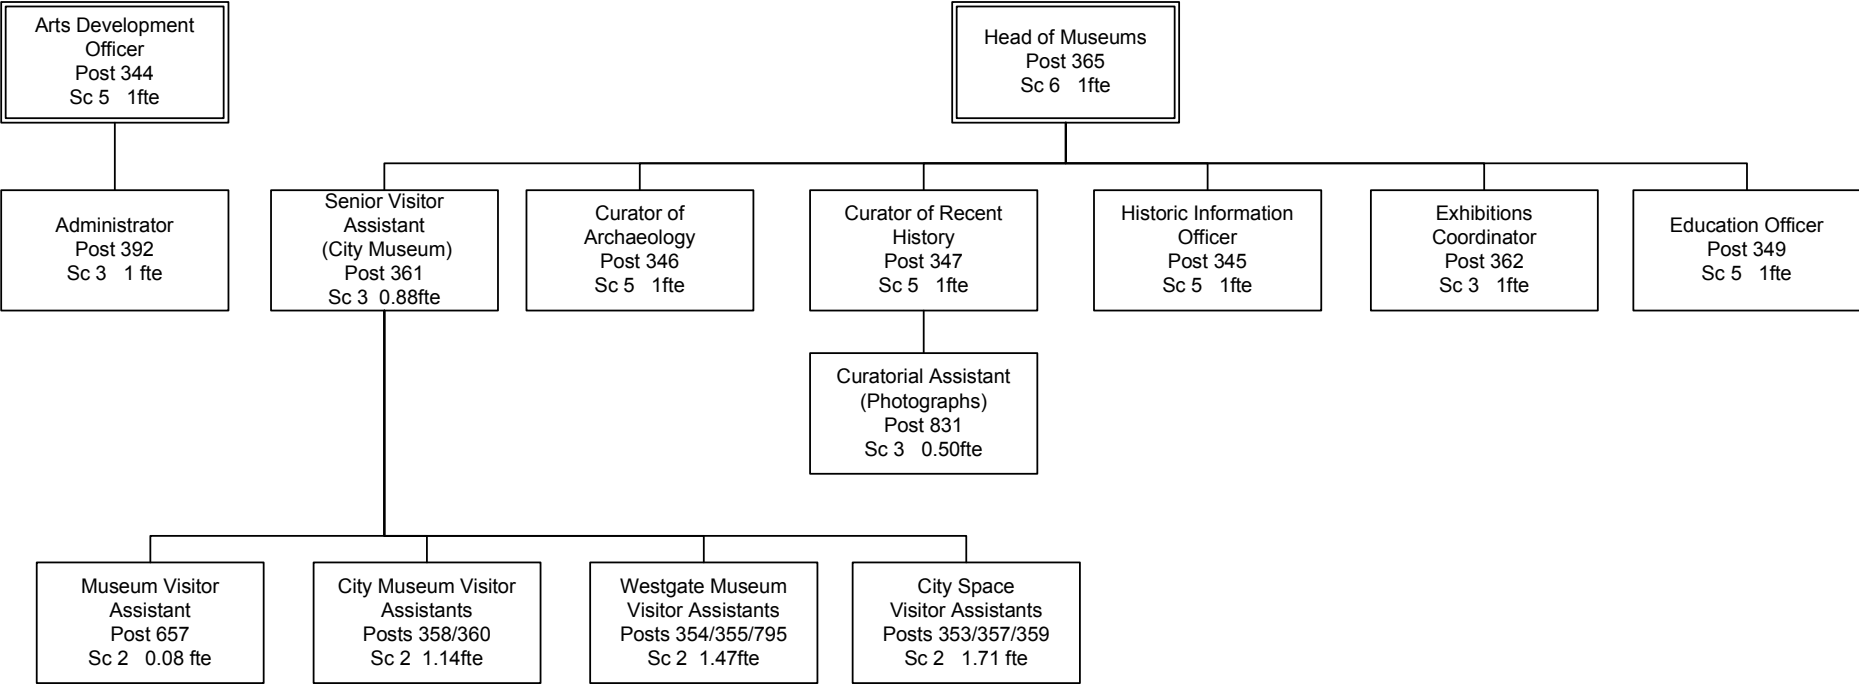 Arts Development
Officer
Post 344
Sc 5 1fte
Head of Museums
Post 365
Sc 6 1fte
Administrator
Post 392
Sc 3 1 fte
Senior Visitor
Assistant
(City Museum)
Post 361
Sc 3 0.88fte
Curator of
Archaeology
Post 346
Sc 5 1fte
Curator of Recent
History
Post 347
Sc 5 1fte
Historic Information
Officer
Post 345
Sc 5 1fte
Exhibitions
Coordinator
Post 362
Sc 3 1fte
Education Officer
Post 349
Sc 5 1fte
Curatorial Assistant
(Photographs)
Post 831
Sc 3 0.50fte
Museum Visitor
Assistant
Post 657
Sc 2 0.08 fte
City Museum Visitor
Assistants
Posts 358/360
Sc 2 1.14fte
Westgate Museum
Visitor Assistants
Posts 354/355/795
Sc 2 1.47fte
City Space
Visitor Assistants
Posts 353/357/359
Sc 2 1.71 fte